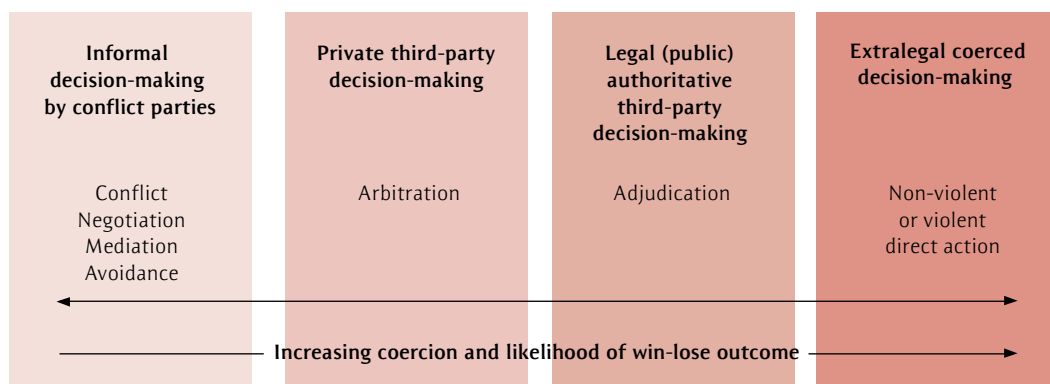 Informal
decision-making
by conflict parties
Conflict
Negotiation
Mediation
Avoidance
Private third-party
decision-making
Arbitration
Legal (public)
authoritative
third-party
decision-making
Adjudication
Extralegal coerced
decision-making
Non-violent
or violent
direct action
Increasing coercion and likelihood of win-lose outcome